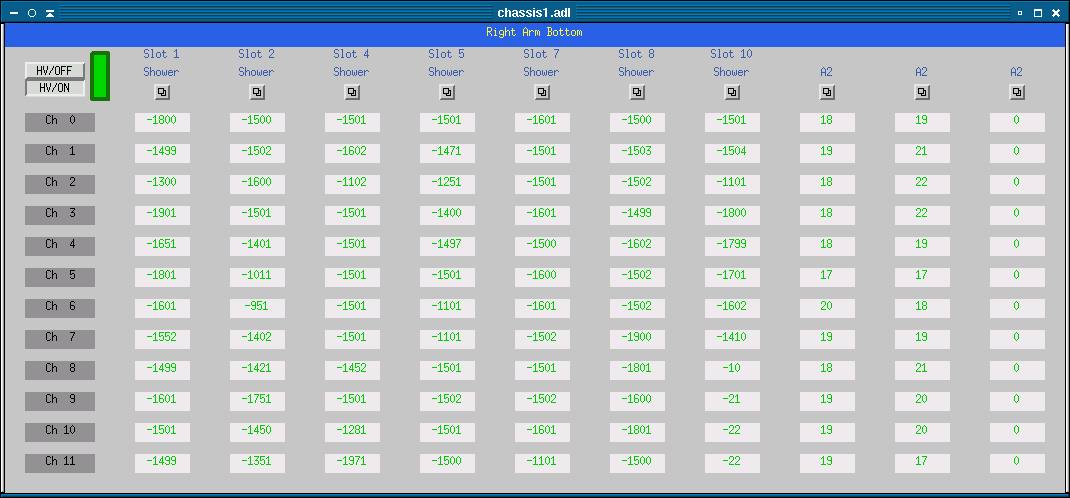 chassis1.adl
Right Arm Bottom
Slot 1 Slot 2 Slot 4 Slot 5 Slot 7 Slot 8 Slot 10
HV/OFF Shower Shower Shower Shower Shower Shower Shower A2 A2 A2
HV/ON
Ch 0 -1800 -1500 -1501 -1501 -1601 -1500 -1501 18 19 0
Ch 1 -1499 -1502 -1602 -1471 -1501 -1503 -1504 19 21 0
Ch 2 -1300 -1600 -1102 -1251 -1501 -1502 -1101 18 22 0
Ch 3 -1901 -1501 -1501 -1400 -1601 -1499 -1800 18 22 0
Ch 4 -1651 -1401 -1501 -1497 -1500 -1602 -1799 18 19 0
Ch 5 -1801 -1011 -1501 -1501 -1600 -1502 -1701 17 17 0
Ch 6 -1601 -951 -1501 -1101 -1601 -1502 -1602 20 18 0
Ch 7 -1552 -1402 -1501 -1101 -1502 -1900 -1410 19 19 0
Ch 8 -1499 -1421 -1452 -1501 -1501 -1801 -10 18 21 0
Ch 9 -1601 -1751 -1501 -1502 -1502 -1600 -21 19 20 0
Ch 10 -1501 -1450 -1281 -1501 -1601 -1801 -22 19 20 0
Ch 11 -1499 -1351 -1971 -1500 -1101 -1500 -22 19 17 0